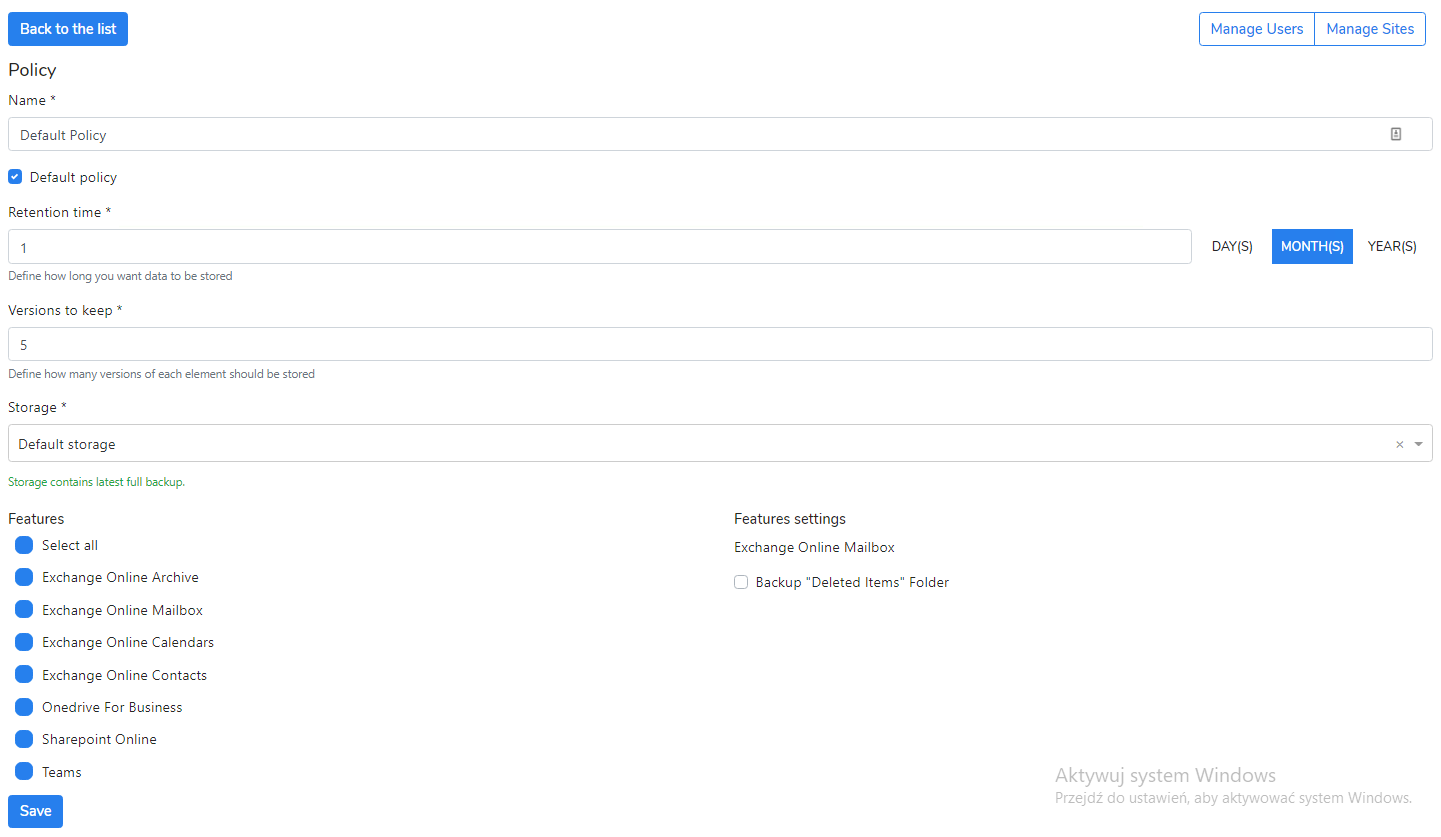 Back to the list
Manage Users Manage Sites
Policy
Name *
Default Policy
Default policy
Retention time *
1 DAY(S) MONTH(S) YEAR(S)
Define how long you want data to be stored
Versions to keep *
5
Define how many versions of each element should be stored
Storage *
Default storage
Storage contains latest full backup.
Features
Select all
Exchange Online Archive
Exchange Online Mailbox
Exchange Online Calendars
Exchange Online Contacts
Onedrive For Business
Sharepoint Online
Teams
Features settings
Exchange Online Mailbox
Backup "Deleted Items" Folder
Save
Aktywuj system Windows
Przejdź do ustawień, aby aktywować system Windows.